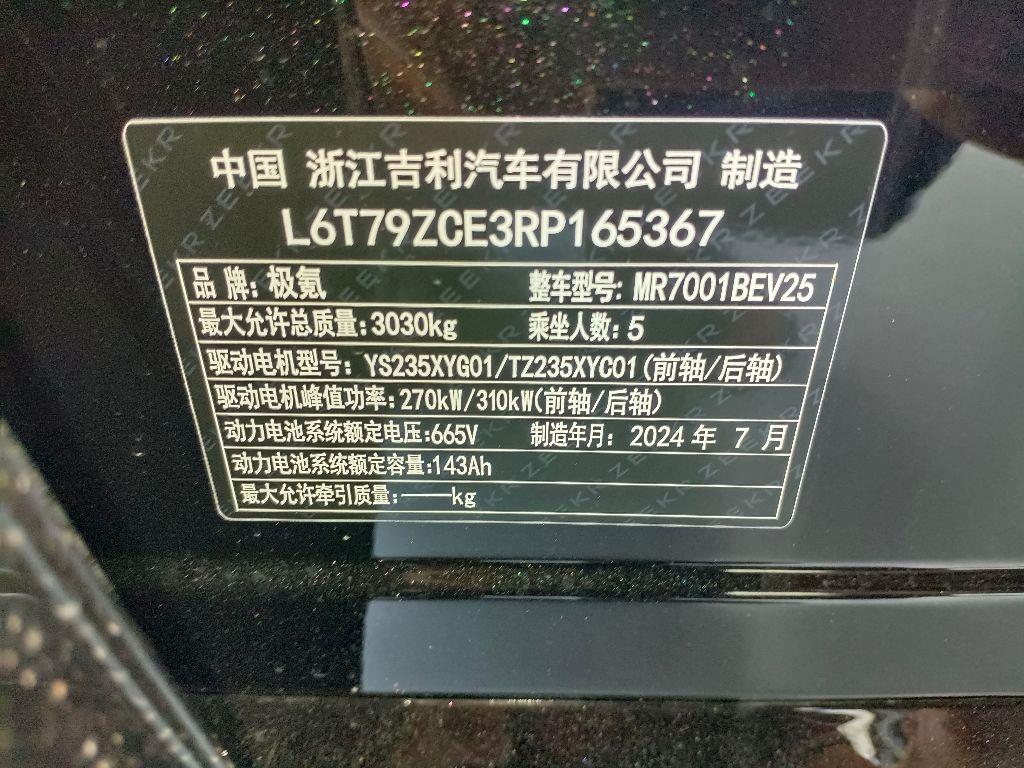 中国 浙江吉利汽车有限公司 制造
L6T79ZCE3RP165367
品 牌: 极氪 整车型号: MR7001BEV25
最大允许总质量: 3030kg 乘坐人数: 5
驱动电机型号: YS235XYG01/TZ235XYC01(前轴/后轴)
驱动电机峰值功率: 270kW/310kW(前轴/后轴)
动力电池系统额定电压: 665V 制造年月: 2024 年 7 月
动力电池系统额定容量: 143Ah
最大允许牵引质量: ——kg
ZEEKR